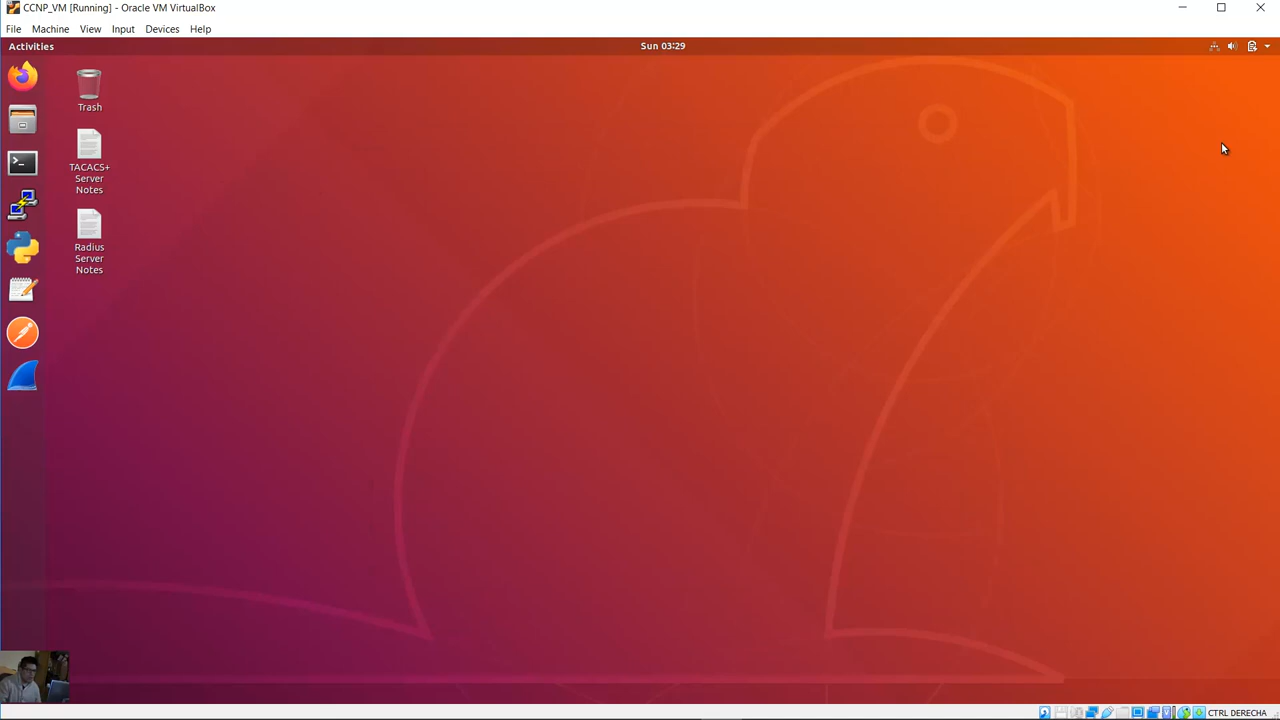 CCNP_VM [Running] - Oracle VM VirtualBox
File Machine View Input Devices Help
Activities
Sun 03:29
Trash
TACACS+
Server
Notes
Radius
Server
Notes
CTRL DERECHA